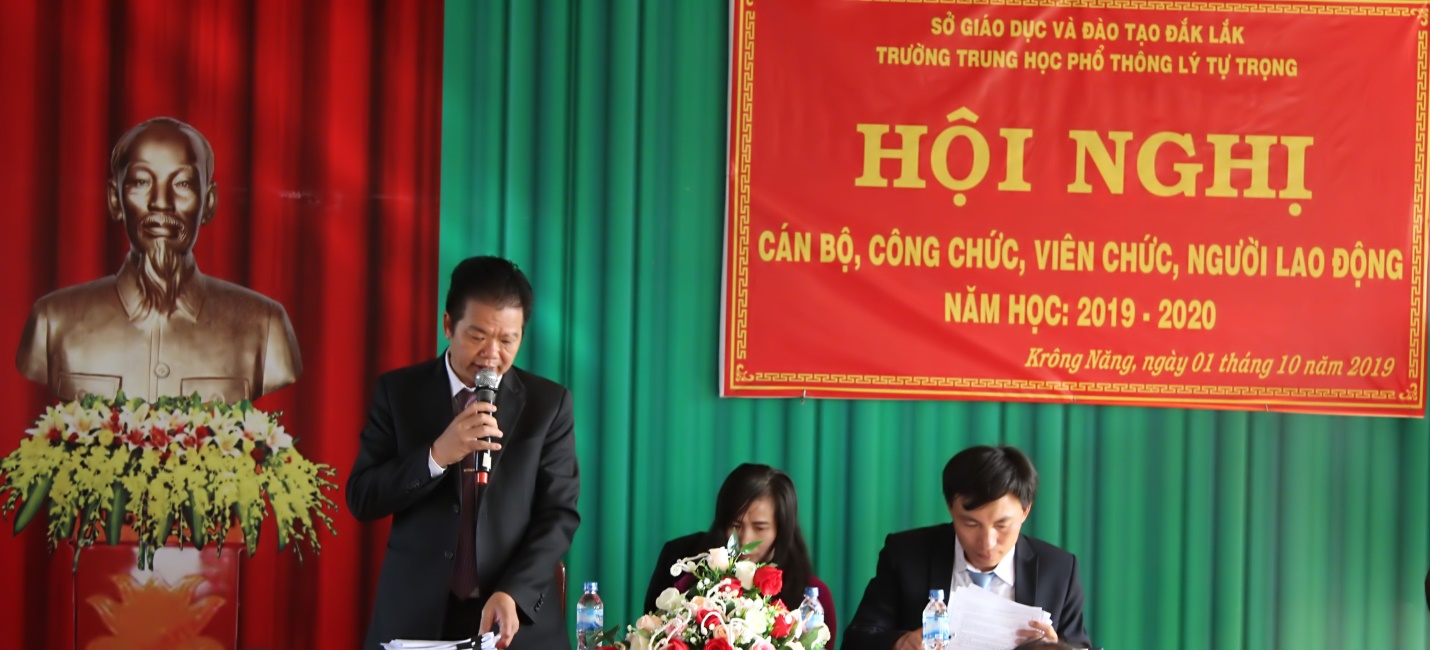 SỞ GIÁO DỤC VÀ ĐÀO TẠO ĐẮK LẮK
TRƯỜNG TRUNG HỌC PHỔ THÔNG LÝ TỰ TRỌNG
HỘI NGHỊ
CÁN BỘ, CÔNG CHỨC, VIÊN CHỨC, NGƯỜI LAO ĐỘNG
NĂM HỌC: 2019 - 2020
Krông Năng, ngày 01 tháng 10 năm 2019